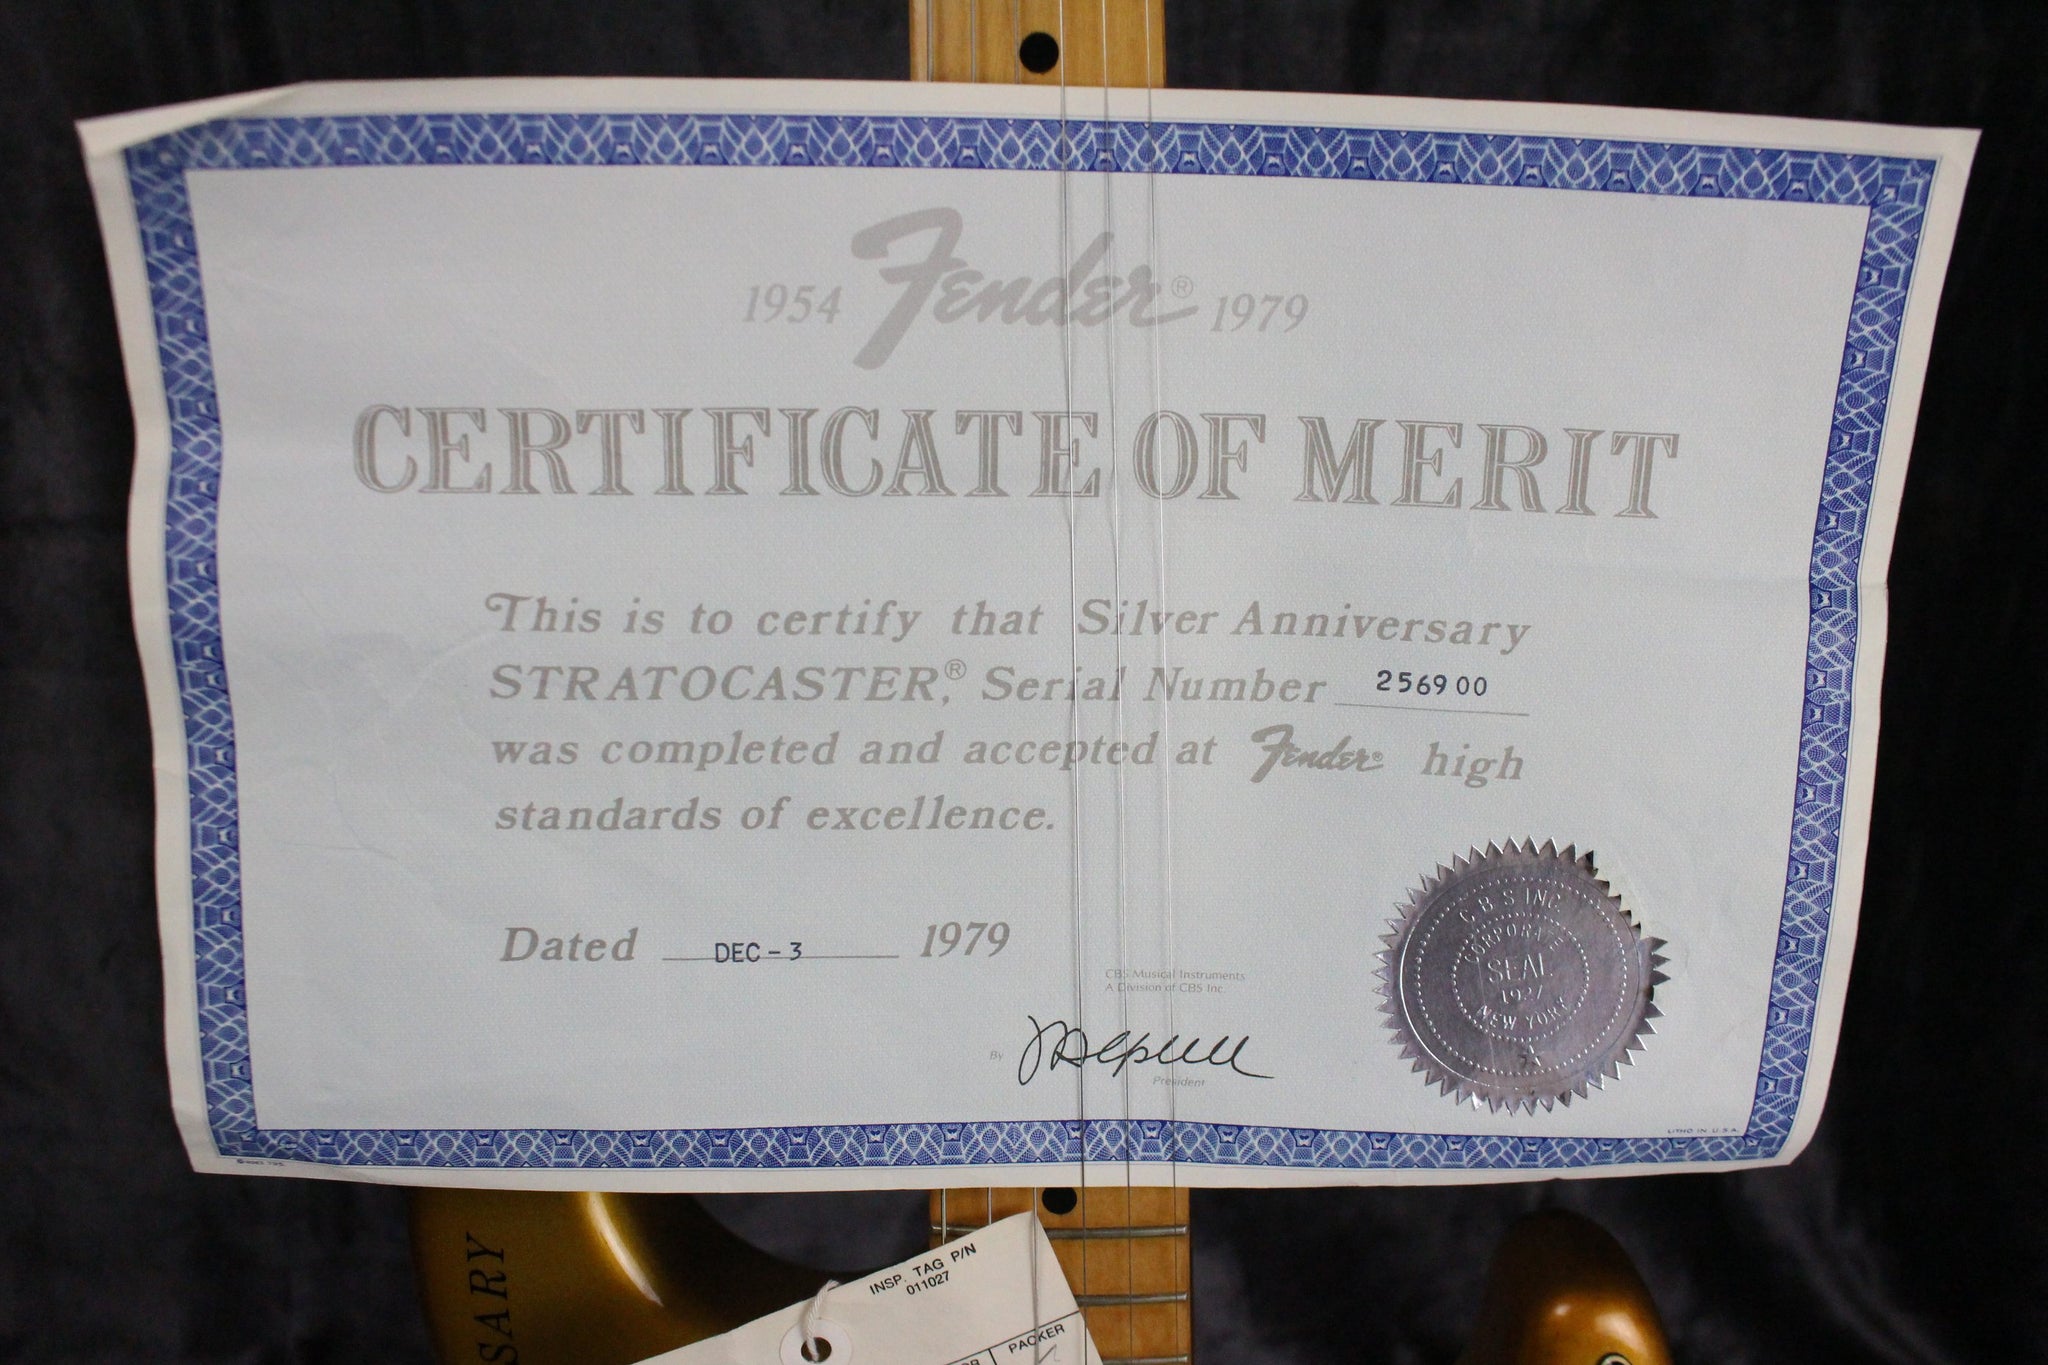 1954 Fender® 1979
CERTIFICATE OF MERIT
This is to certify that Silver Anniversary
STRATOCASTER,® Serial Number 256900
was completed and accepted at Fender® high
standards of excellence.
Dated DEC-3 1979
CBS Musical Instruments
A Division of CBS Inc.
By
President
CBS INC.
CORPORATE
SEAL
1927
NEW YORK
LITHO IN U.S.A.
SARY
INSP. TAG P/N
011027
PACKER